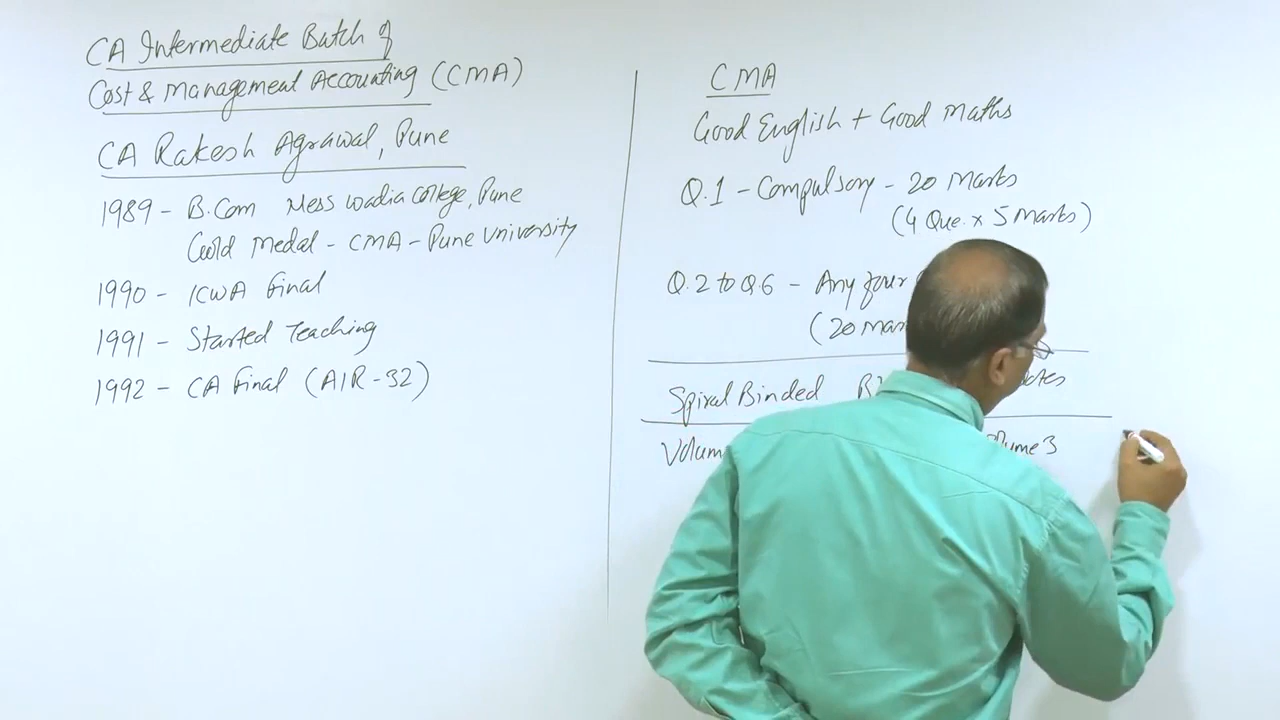 CA Intermediate Batch of
Cost & Management Accounting (CMA)
CA Rakesh Agrawal, Pune
1989 - B.Com Ness Wadia College, Pune
Gold Medal - CMA - Pune University
1990 - ICWA Final
1991 - Started Teaching
1992 - CA Final (AIR-32)
CMA
Good English + Good Maths
Q.1 - Compulsory - 20 Marks
(4 Que. x 5 Marks)
Q.2 to Q.6 - Any four
(20 Mar
Spiral Binded
Volum
lume 3